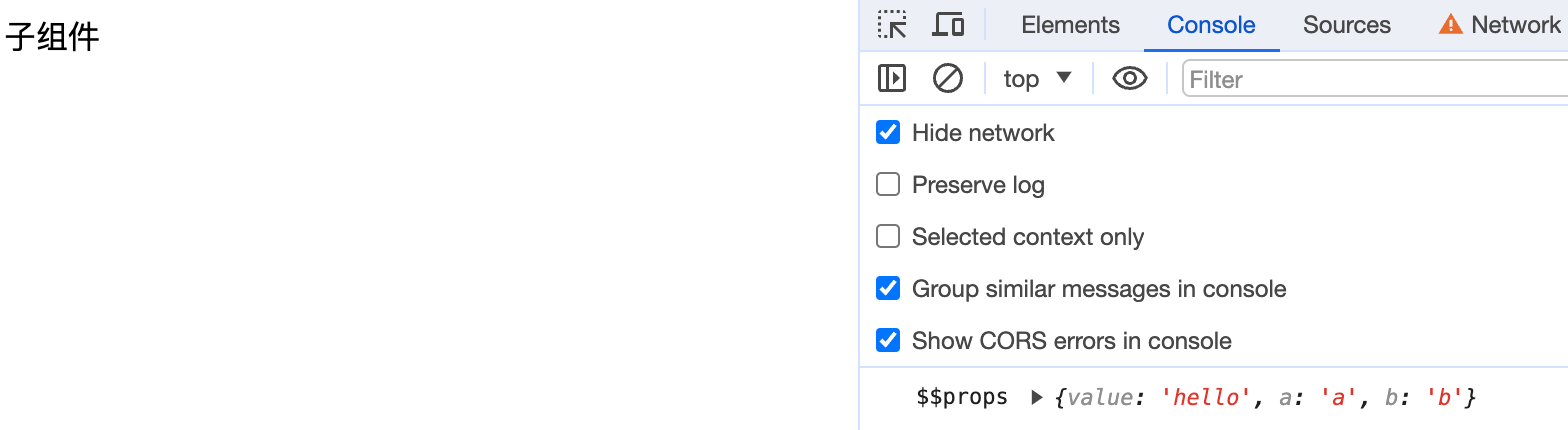 子组件
Elements Console Sources Network
top Filter
Hide network
Preserve log
Selected context only
Group similar messages in console
Show CORS errors in console
$$props {value: 'hello', a: 'a', b: 'b'}